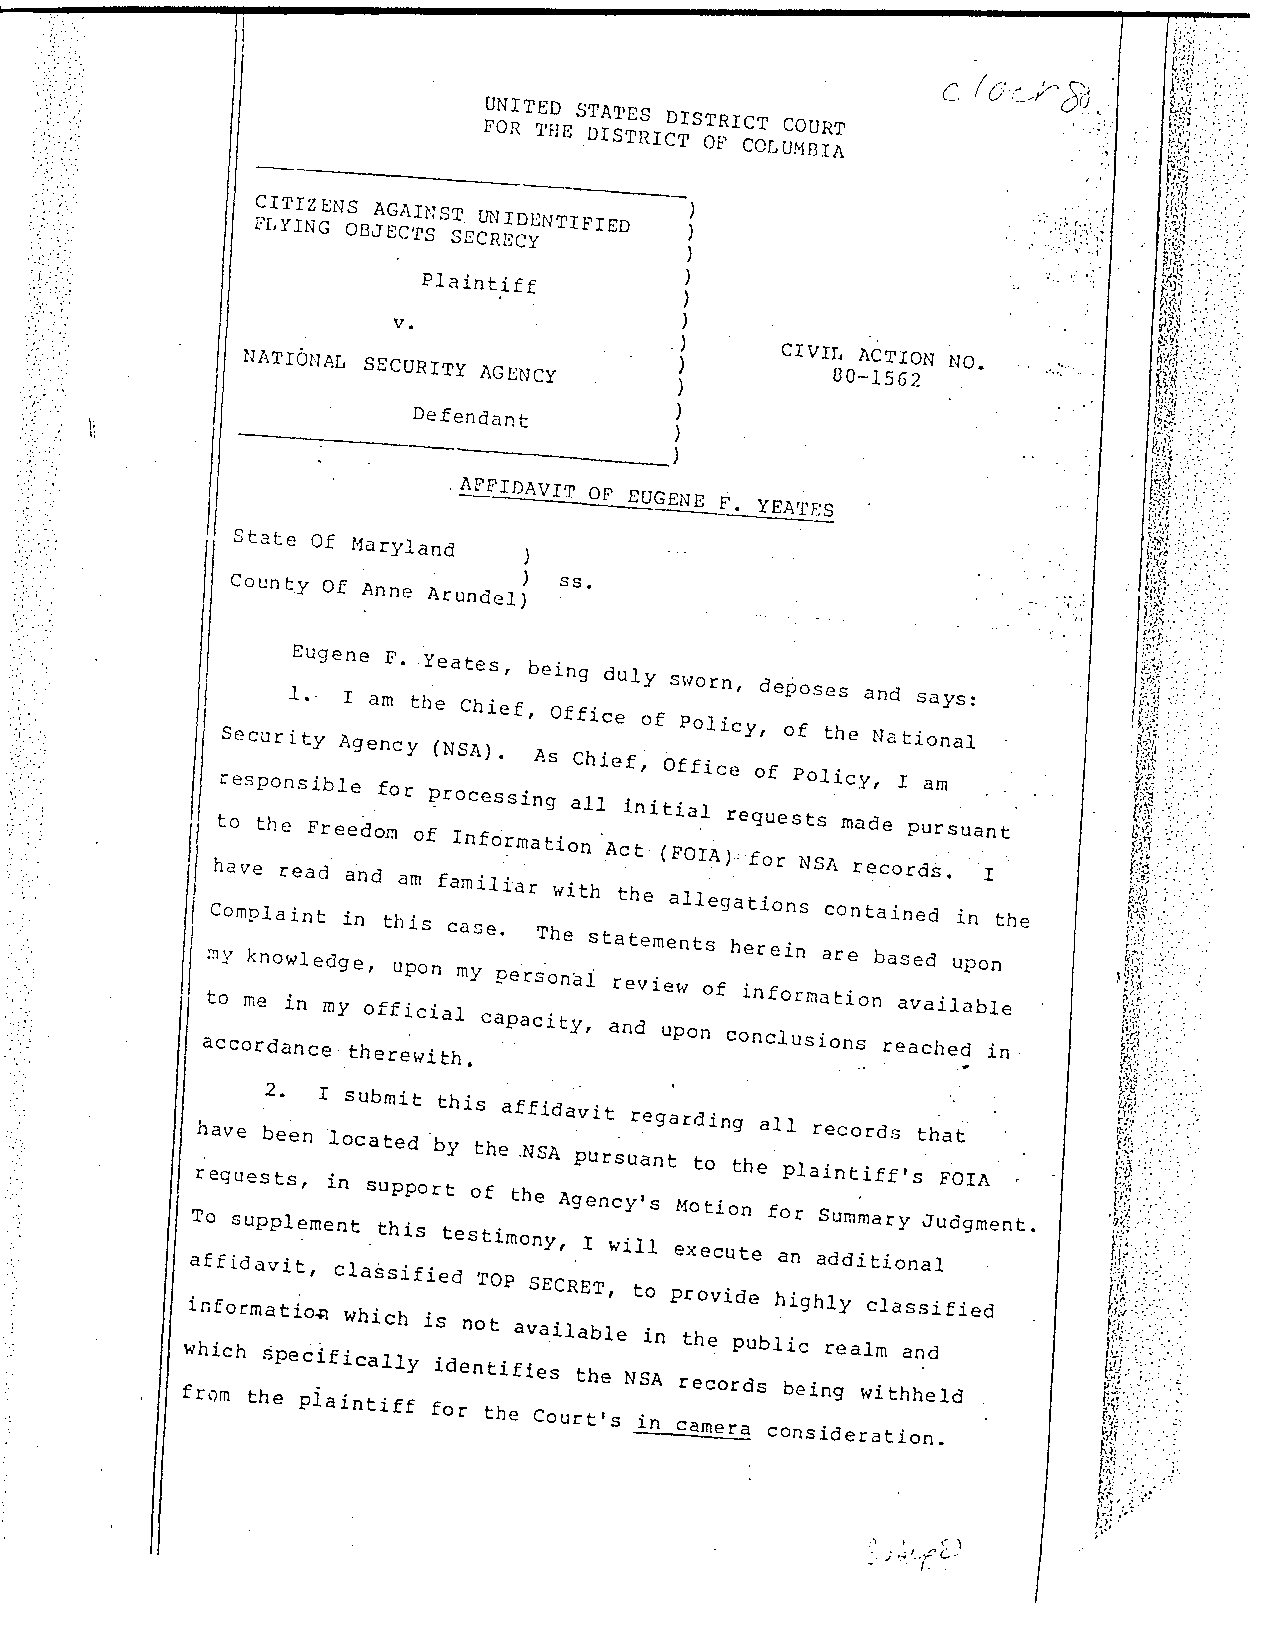 UNITED STATES DISTRICT COURT
FOR THE DISTRICT OF COLUMBIA
CITIZENS AGAINST UNIDENTIFIED )
FLYING OBJECTS SECRECY )
)
Plaintiff )
)
v. )
)
NATIONAL SECURITY AGENCY )
)
Defendant )
)
)
CIVIL ACTION NO.
80-1562
AFFIDAVIT OF EUGENE F. YEATES
State Of Maryland )
) ss.
County Of Anne Arundel)
Eugene F. Yeates, being duly sworn, deposes and says:
1. I am the Chief, Office of Policy, of the National
Security Agency (NSA). As Chief, Office of Policy, I am
responsible for processing all initial requests made pursuant
to the Freedom of Information Act (FOIA) for NSA records. I
have read and am familiar with the allegations contained in the
Complaint in this case. The statements herein are based upon
my knowledge, upon my personal review of information available
to me in my official capacity, and upon conclusions reached in
accordance therewith.
2. I submit this affidavit regarding all records that
have been located by the NSA pursuant to the plaintiff's FOIA
requests, in support of the Agency's Motion for Summary Judgment.
To supplement this testimony, I will execute an additional
affidavit, classified TOP SECRET, to provide highly classified
information which is not available in the public realm and
which specifically identifies the NSA records being withheld
from the plaintiff for the Court's in camera consideration.